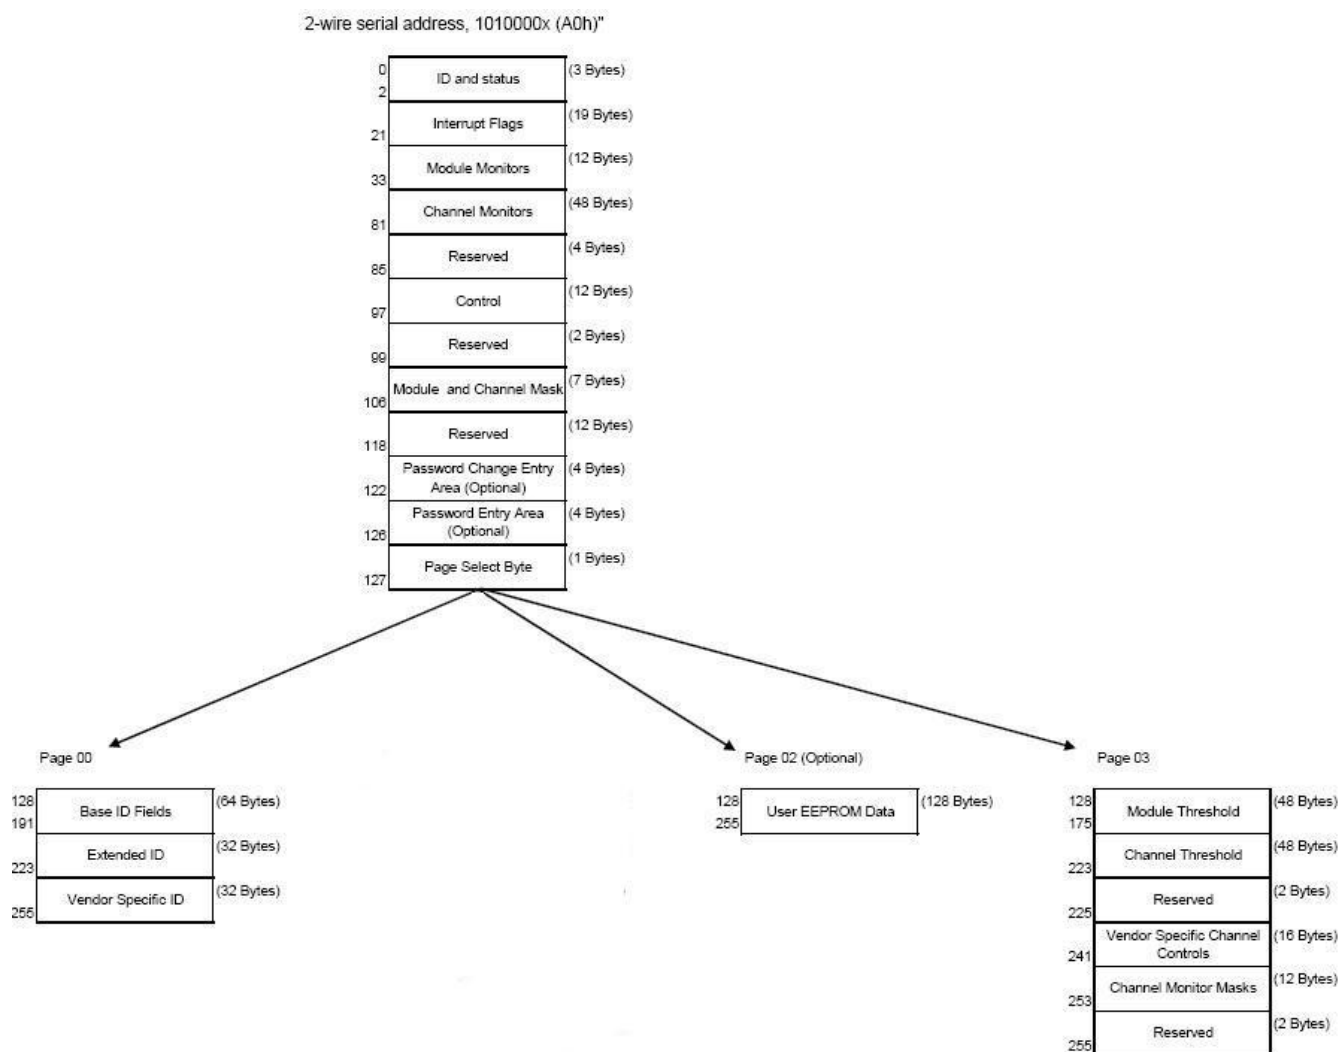 2-wire serial address, 1010000x (A0h)"
0
2
ID and status
(3 Bytes)
Interrupt Flags
(19 Bytes)
21
Module Monitors
(12 Bytes)
33
Channel Monitors
(48 Bytes)
81
Reserved
(4 Bytes)
85
Control
(12 Bytes)
97
Reserved
(2 Bytes)
99
Module and Channel Mask
(7 Bytes)
106
Reserved
(12 Bytes)
118
Password Change Entry
Area (Optional)
(4 Bytes)
122
Password Entry Area
(Optional)
(4 Bytes)
126
Page Select Byte
(1 Bytes)
127
Page 00
128
191
Base ID Fields
(64 Bytes)
Extended ID
(32 Bytes)
223
Vendor Specific ID
(32 Bytes)
255
Page 02 (Optional)
128
255
User EEPROM Data
(128 Bytes)
Page 03
128
175
Module Threshold
(48 Bytes)
Channel Threshold
(48 Bytes)
223
Reserved
(2 Bytes)
225
Vendor Specific Channel
Controls
(16 Bytes)
241
Channel Monitor Masks
(12 Bytes)
253
Reserved
(2 Bytes)
255